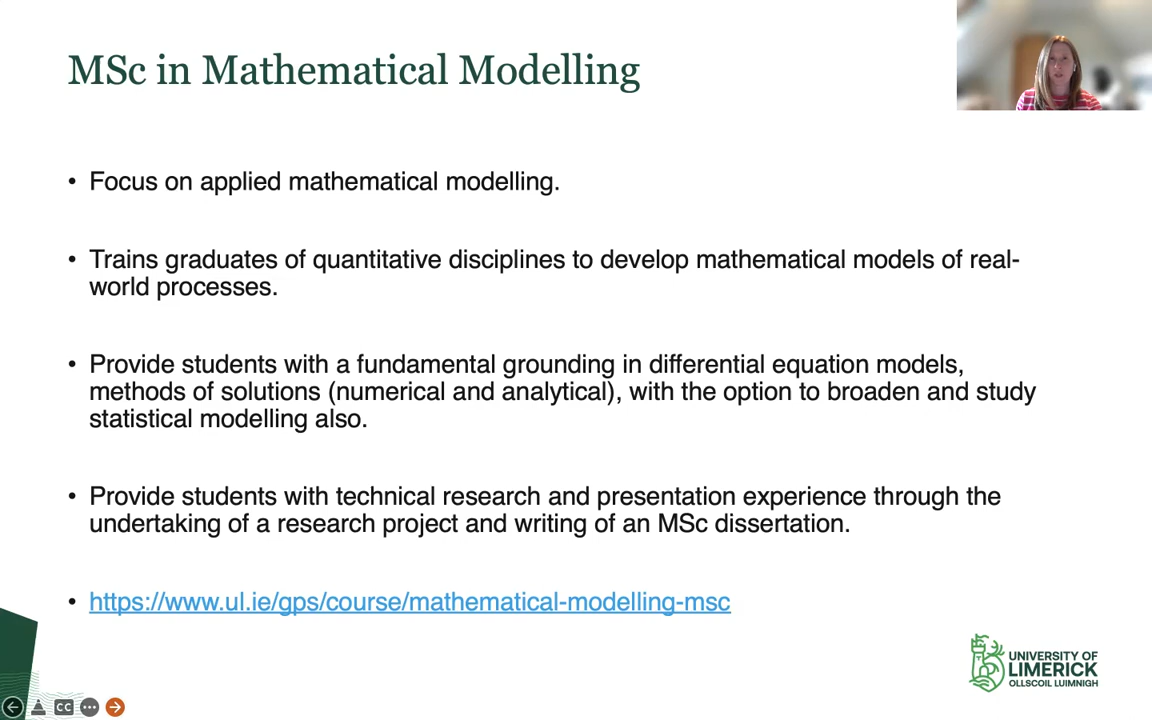 MSc in Mathematical Modelling
• Focus on applied mathematical modelling.
• Trains graduates of quantitative disciplines to develop mathematical models of real-
world processes.
• Provide students with a fundamental grounding in differential equation models,
methods of solutions (numerical and analytical), with the option to broaden and study
statistical modelling also.
• Provide students with technical research and presentation experience through the
undertaking of a research project and writing of an MSc dissertation.
• https://www.ul.ie/gps/course/mathematical-modelling-msc
UNIVERSITY OF
LIMERICK
OLLSCOIL LUIMNIGH
CC